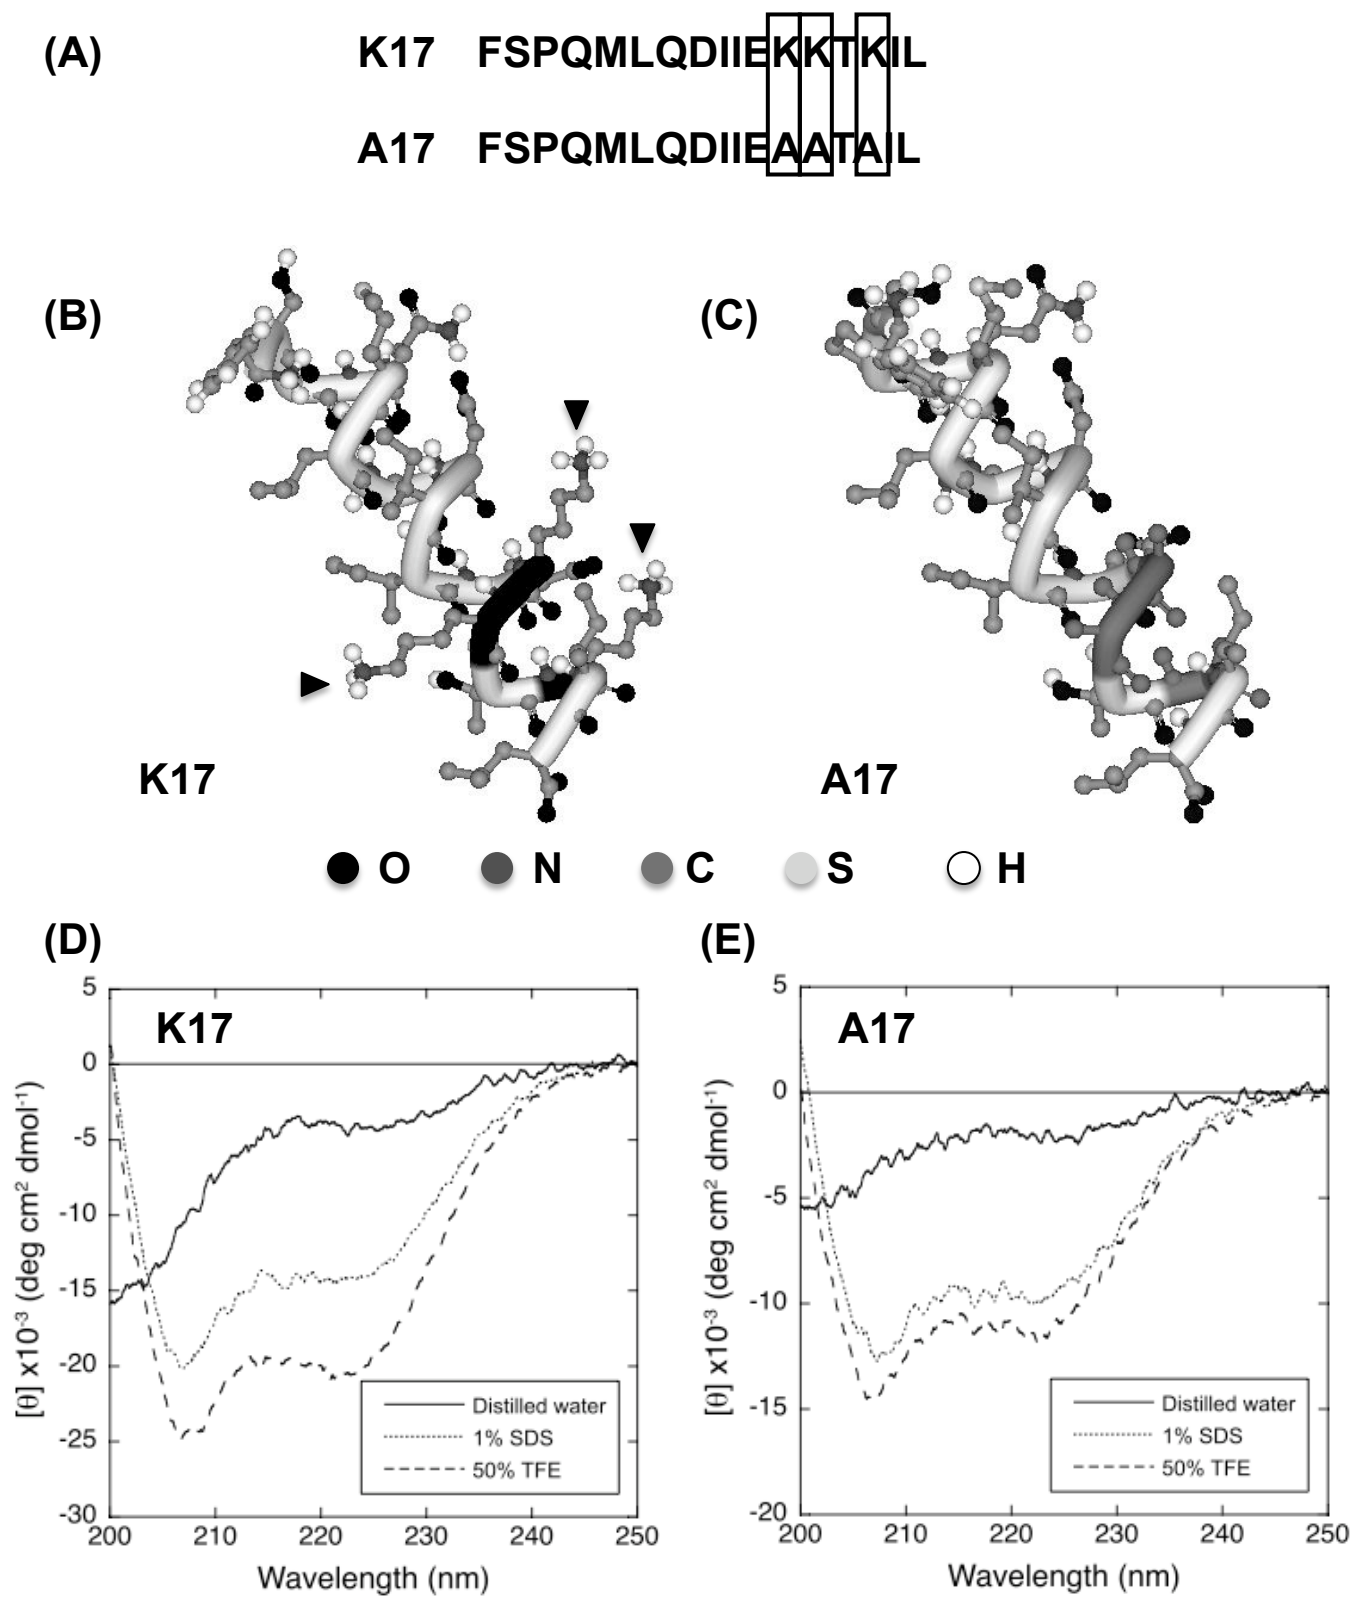 (A) K17 FSPQMLQDIIEKKTKIL
A17 FSPQMLQDIIEAATAIL
(B) (C)
K17 A17
O N C S H
(D) (E)
K17
5
0
-5
-10
-15
-20
-25
-30
[θ] x10⁻³ (deg cm² dmol⁻¹)
Distilled water
1% SDS
50% TFE
200 210 220 230 240 250
Wavelength (nm)
A17
5
0
-5
-10
-15
-20
[θ] x10⁻³ (deg cm² dmol⁻¹)
Distilled water
1% SDS
50% TFE
200 210 220 230 240 250
Wavelength (nm)